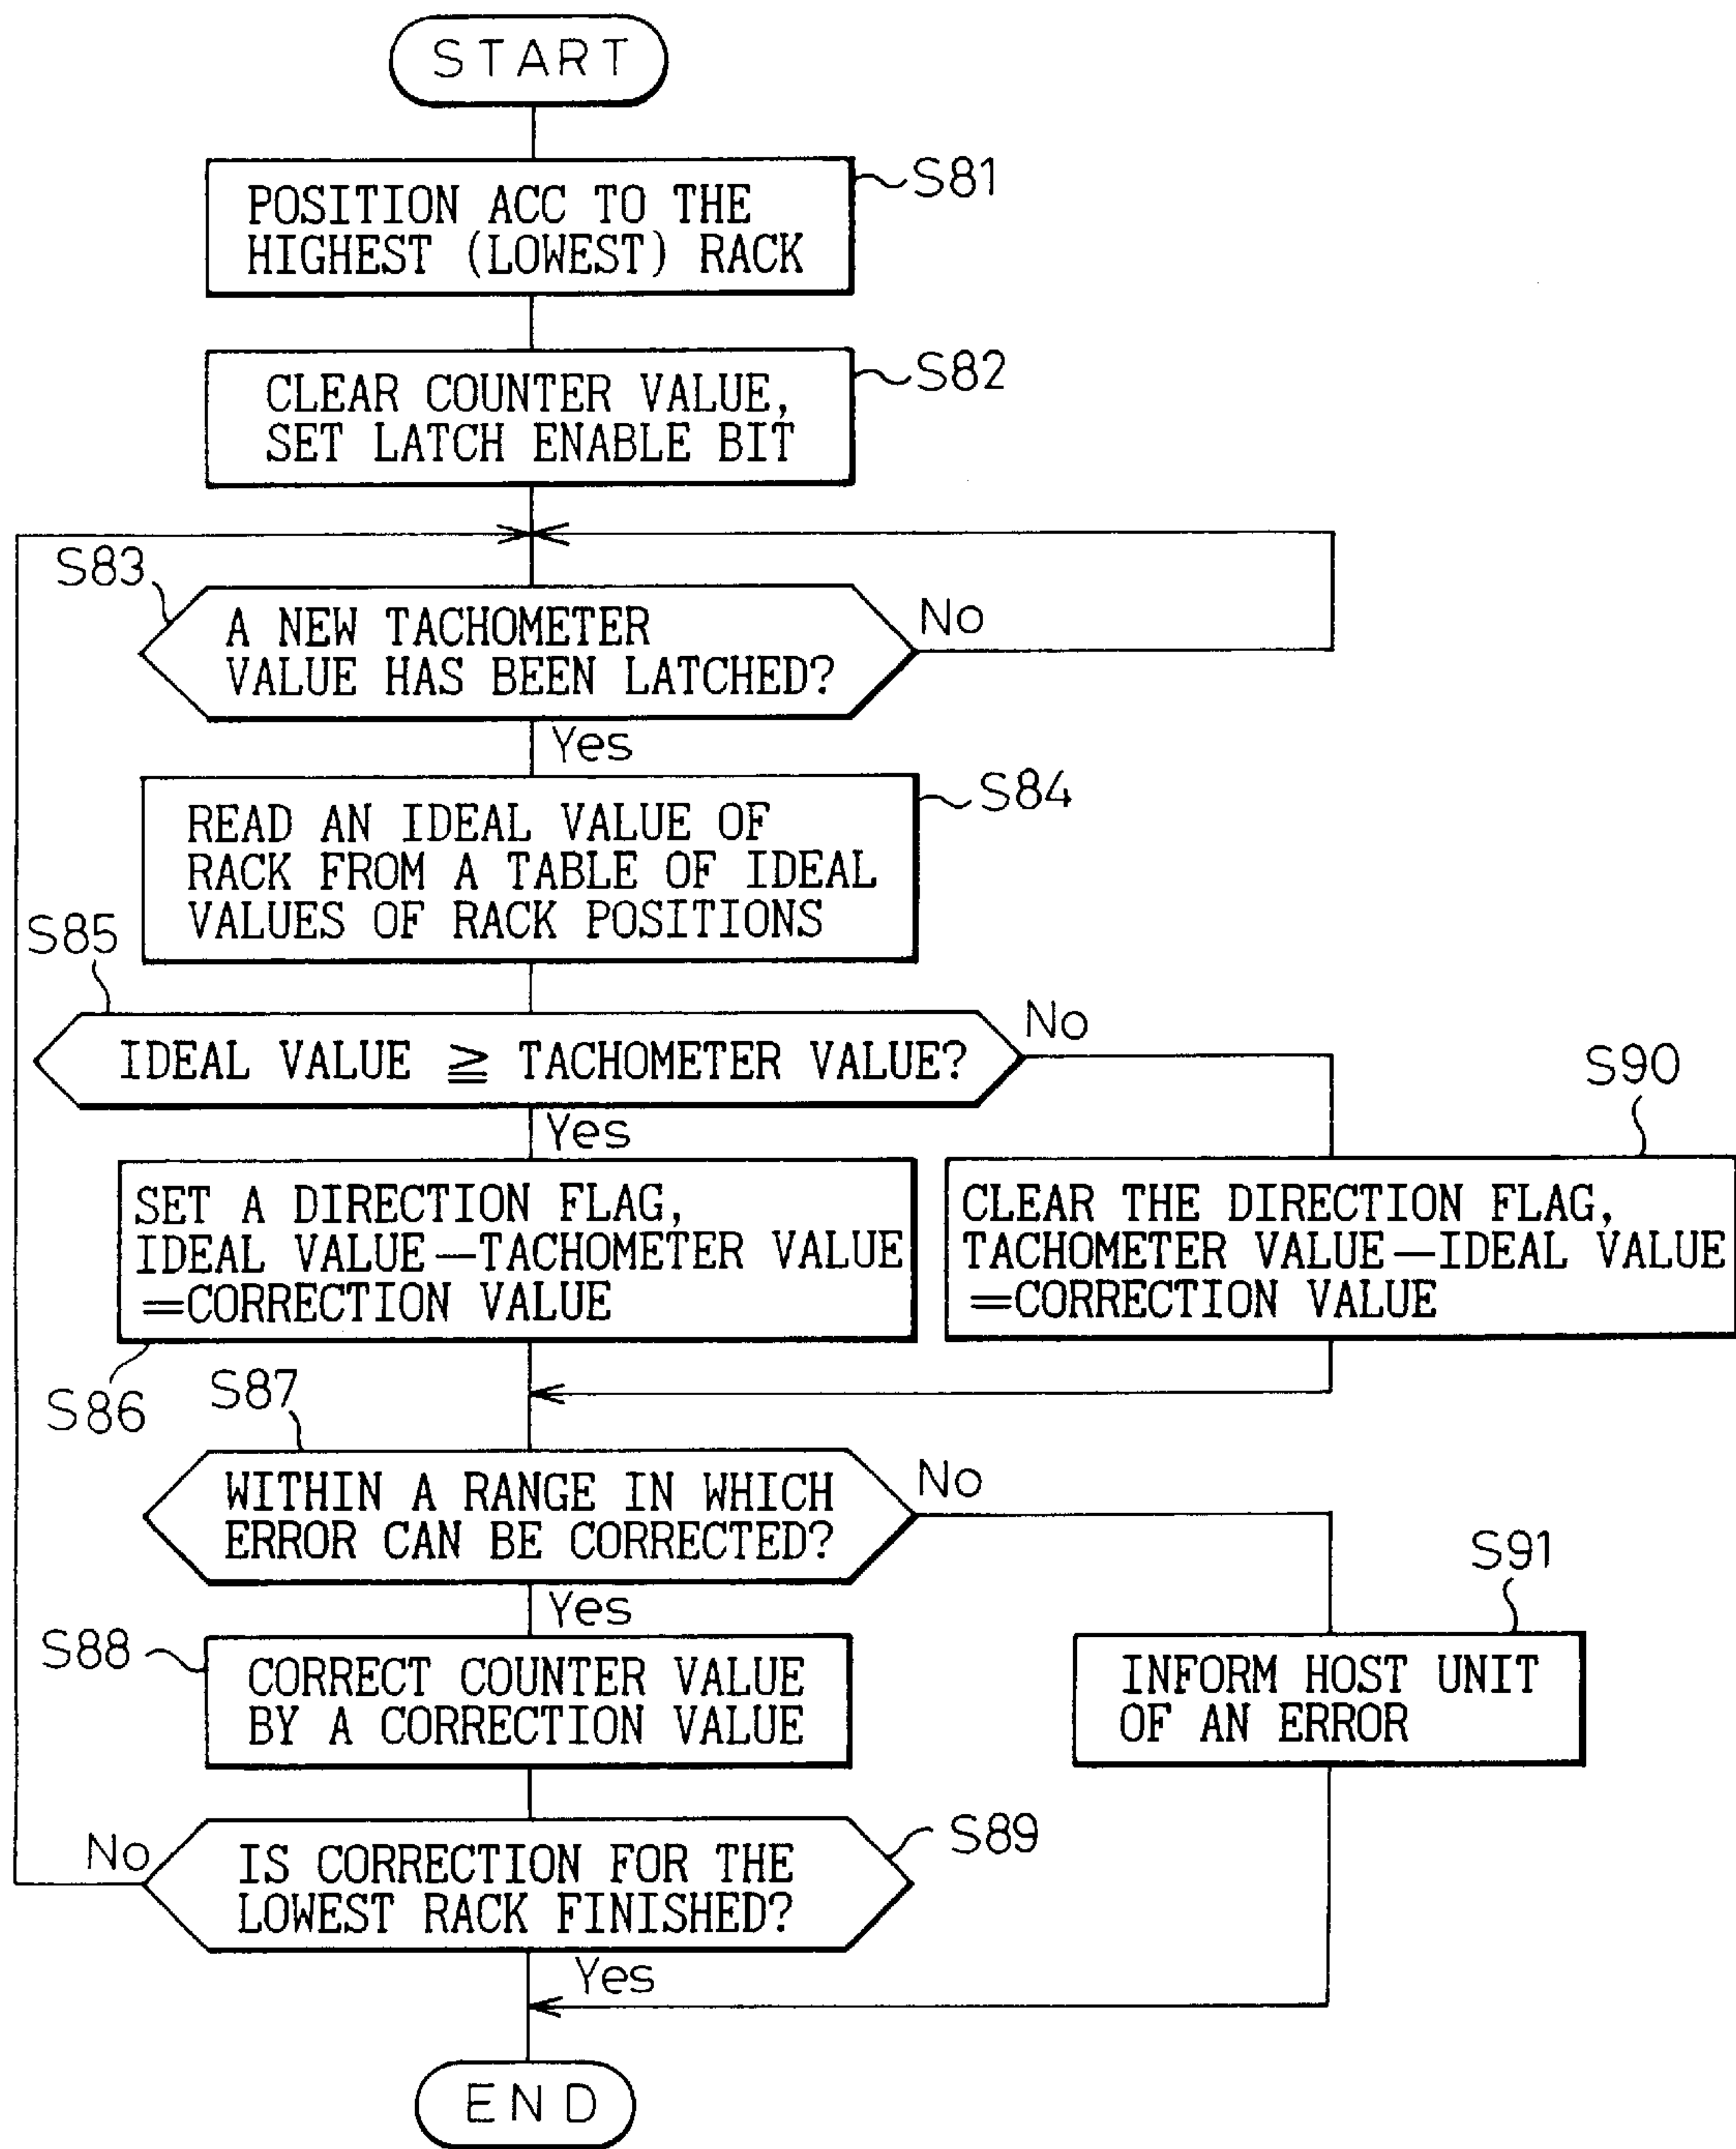 START
S81
POSITION ACC TO THE
HIGHEST (LOWEST) RACK
S82
CLEAR COUNTER VALUE,
SET LATCH ENABLE BIT
S83
A NEW TACHOMETER
VALUE HAS BEEN LATCHED?
No
Yes
S84
READ AN IDEAL VALUE OF
RACK FROM A TABLE OF IDEAL
VALUES OF RACK POSITIONS
S85
IDEAL VALUE ≧ TACHOMETER VALUE?
No
Yes
S90
SET A DIRECTION FLAG,
IDEAL VALUE—TACHOMETER VALUE
=CORRECTION VALUE
S86
CLEAR THE DIRECTION FLAG,
TACHOMETER VALUE—IDEAL VALUE
=CORRECTION VALUE
S87
WITHIN A RANGE IN WHICH
ERROR CAN BE CORRECTED?
No
Yes
S88
CORRECT COUNTER VALUE
BY A CORRECTION VALUE
S91
INFORM HOST UNIT
OF AN ERROR
S89
IS CORRECTION FOR THE
LOWEST RACK FINISHED?
No
Yes
END